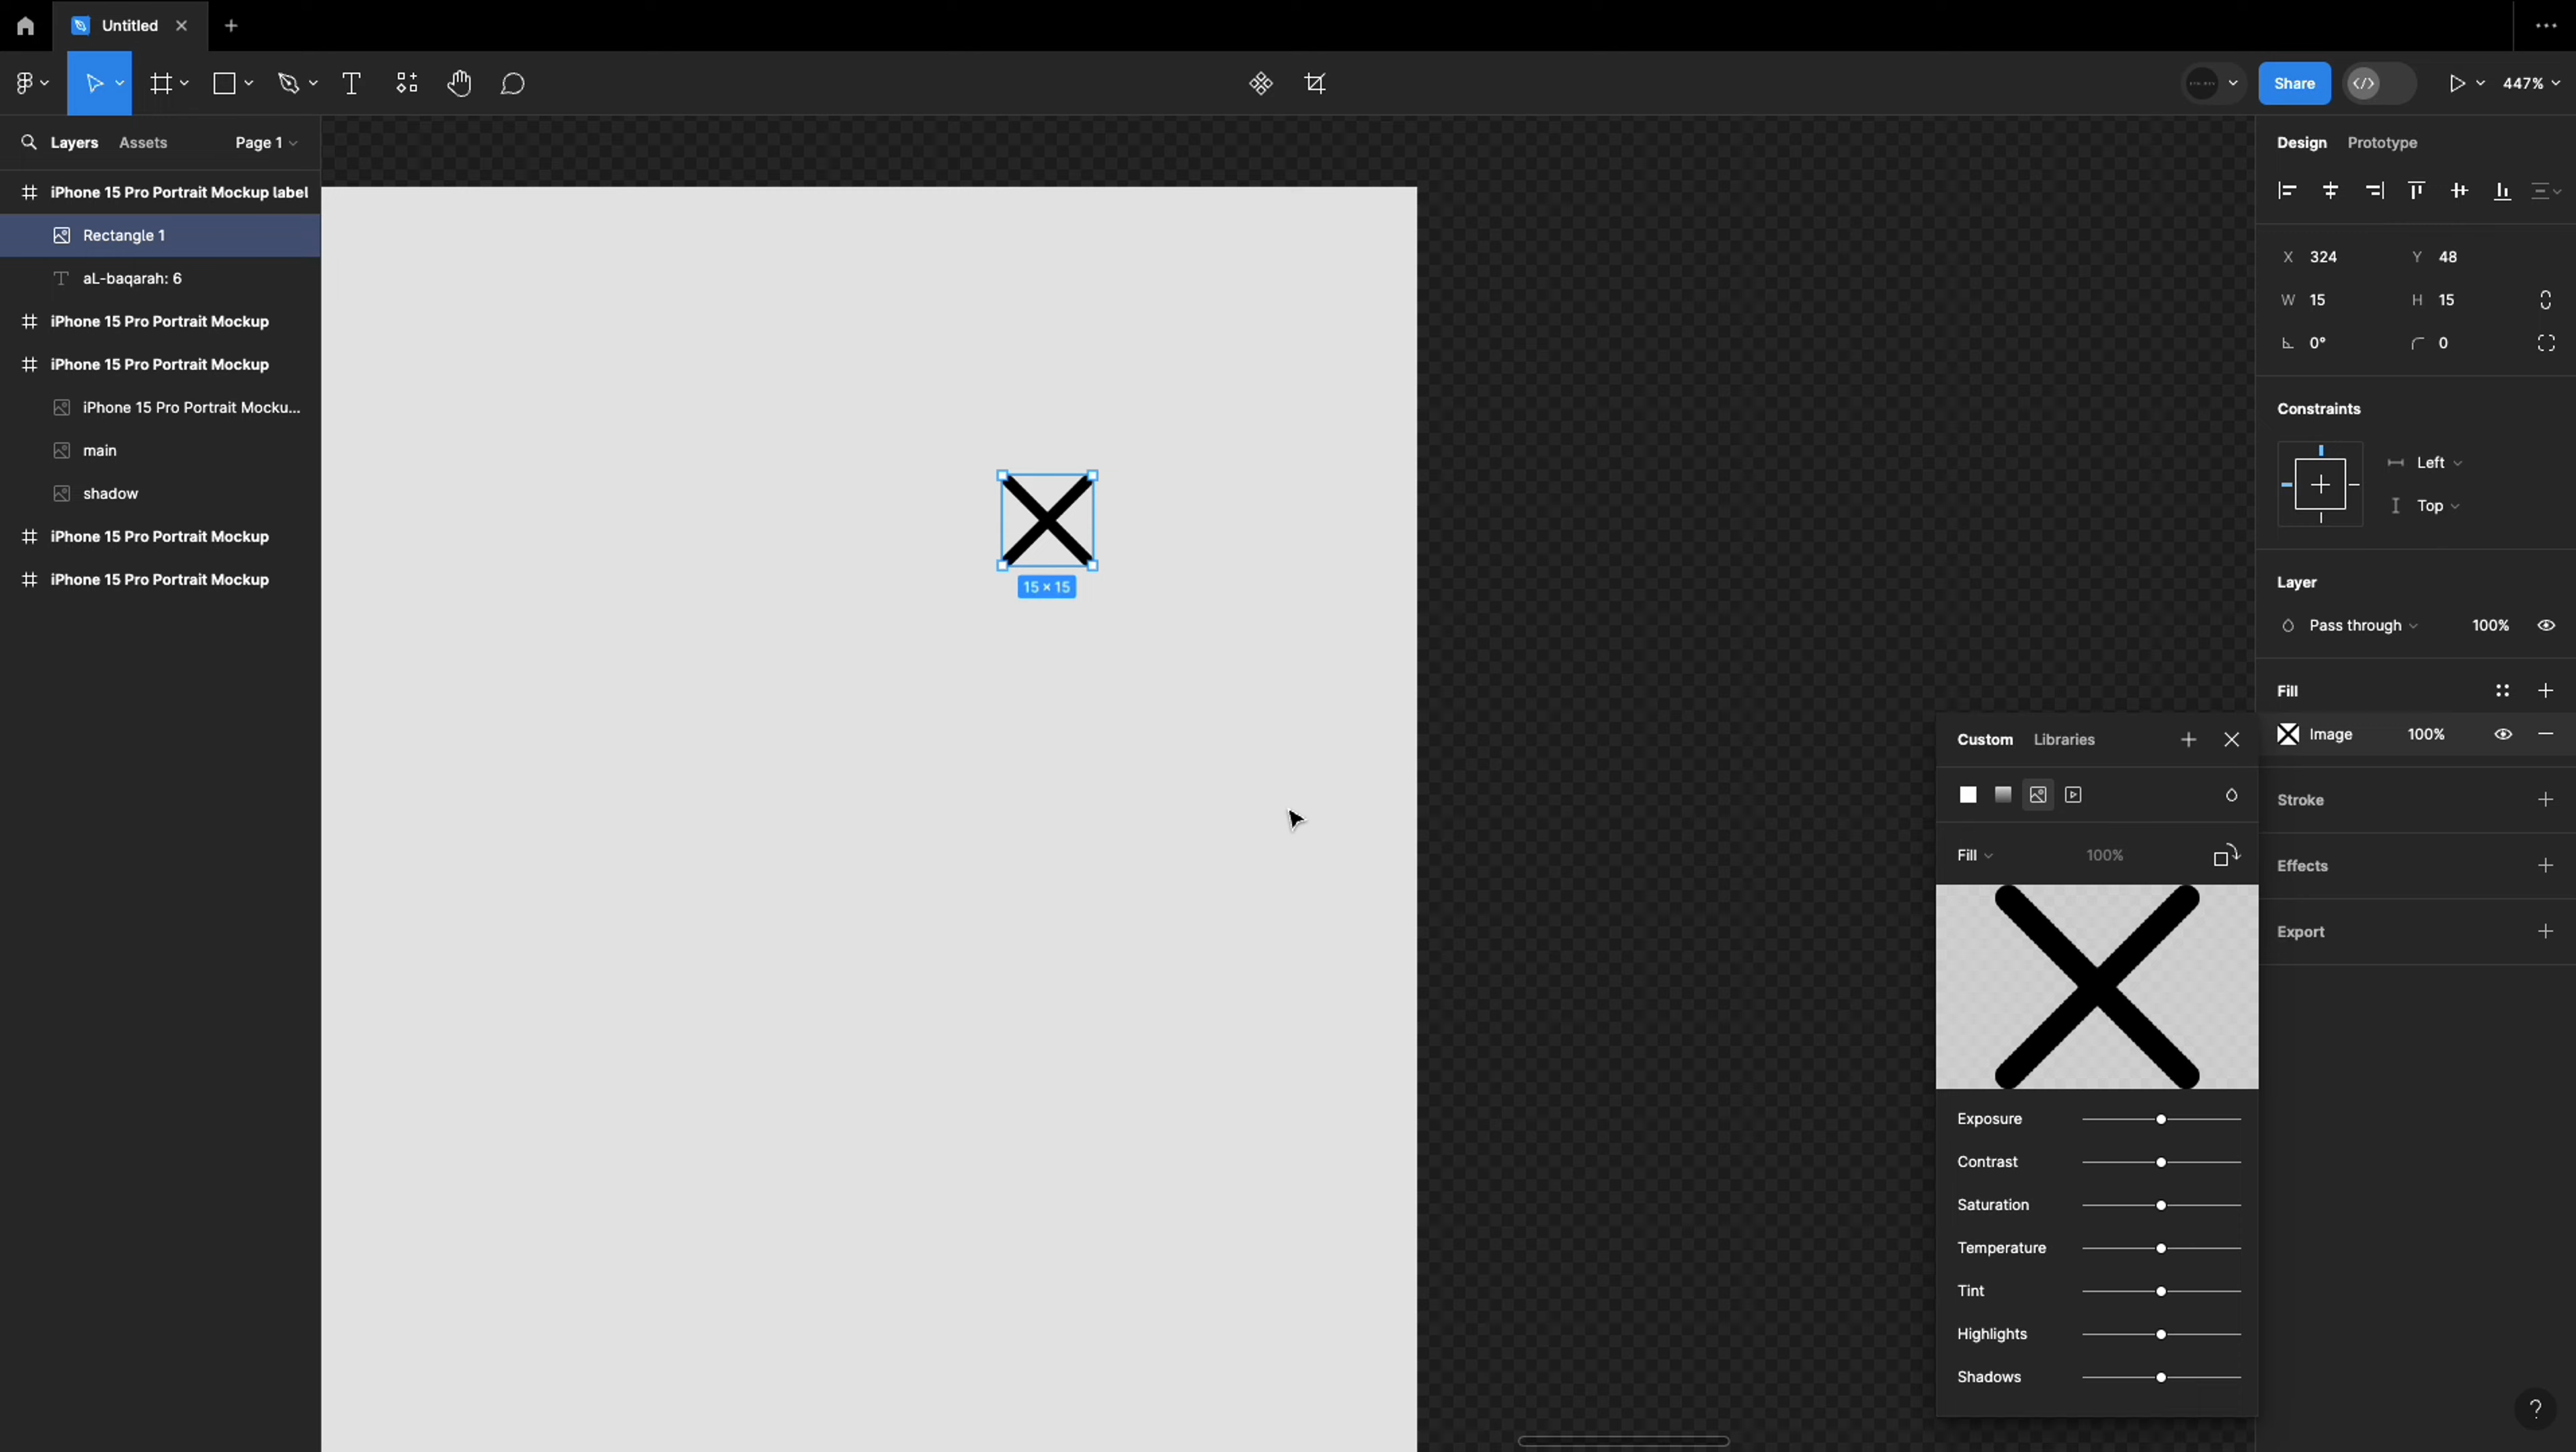 Untitled
Share
447%
Layers Assets Page 1
iPhone 15 Pro Portrait Mockup label
Rectangle 1
aL-baqarah: 6
iPhone 15 Pro Portrait Mockup
iPhone 15 Pro Portrait Mockup
iPhone 15 Pro Portrait Mocku...
main
shadow
iPhone 15 Pro Portrait Mockup
iPhone 15 Pro Portrait Mockup
15 × 15
Design Prototype
X 324 Y 48
W 15 H 15
0° 0
Constraints
Left
Top
Layer
Pass through 100%
Fill
Image 100%
Stroke
Effects
Export
Custom Libraries
Fill 100%
Exposure
Contrast
Saturation
Temperature
Tint
Highlights
Shadows
?